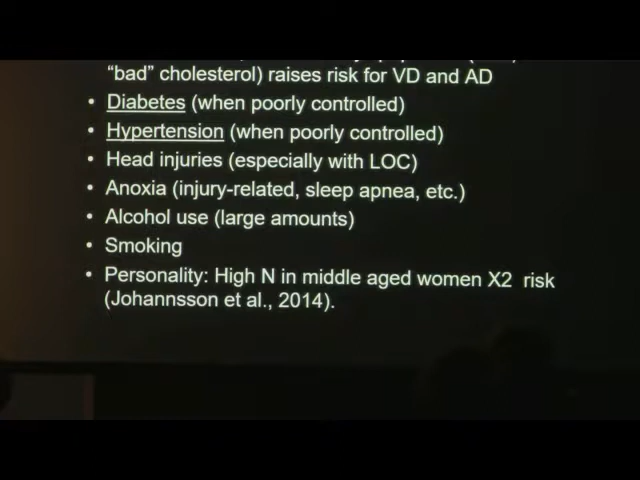 “bad” cholesterol) raises risk for VD and AD
• Diabetes (when poorly controlled)
• Hypertension (when poorly controlled)
• Head injuries (especially with LOC)
• Anoxia (injury-related, sleep apnea, etc.)
• Alcohol use (large amounts)
• Smoking
• Personality: High N in middle aged women X2 risk
(Johannsson et al., 2014).